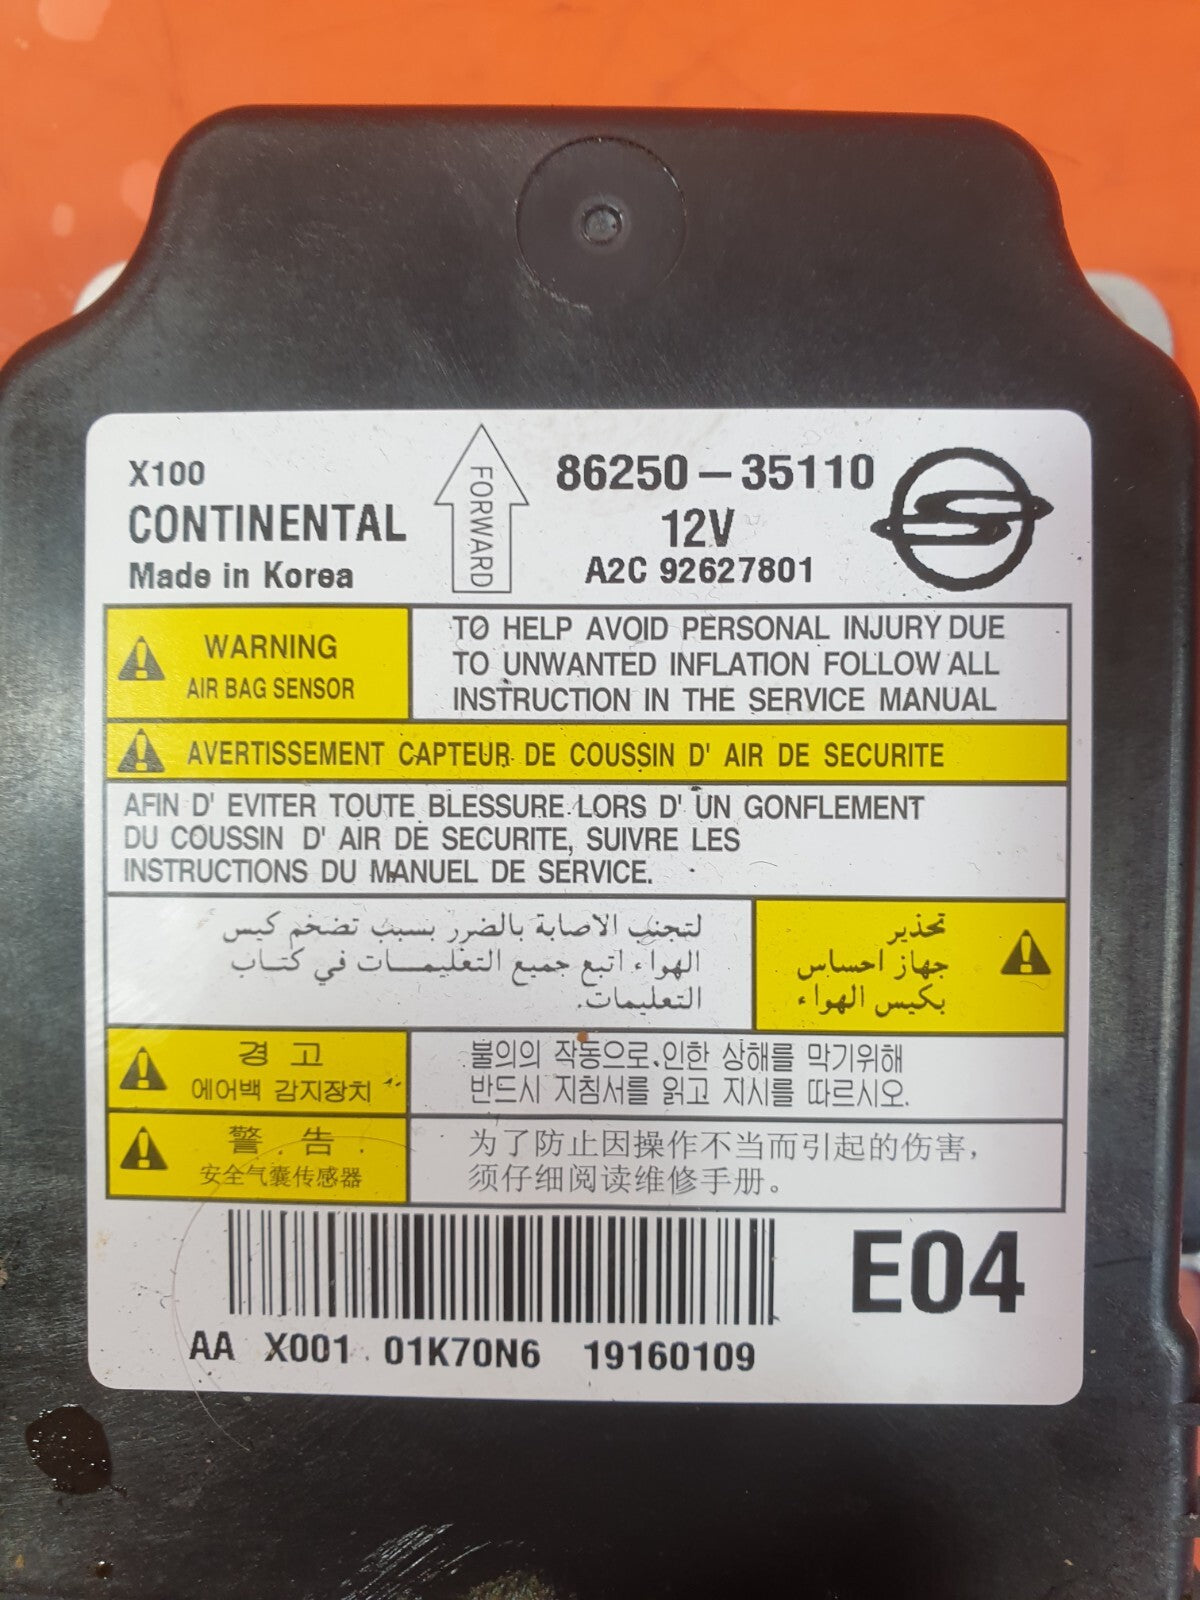 X100
CONTINENTAL
Made in Korea
FORWARD
86250-35110
12V
A2C 92627801
WARNING
AIR BAG SENSOR
TO HELP AVOID PERSONAL INJURY DUE
TO UNWANTED INFLATION FOLLOW ALL
INSTRUCTION IN THE SERVICE MANUAL
AVERTISSEMENT CAPTEUR DE COUSSIN D' AIR DE SECURITE
AFIN D' EVITER TOUTE BLESSURE LORS D' UN GONFLEMENT
DU COUSSIN D' AIR DE SECURITE, SUIVRE LES
INSTRUCTIONS DU MANUEL DE SERVICE.
تحذير
جهاز احساس
بكيس الهواء
لتجنب الاصابة بالضرر بسبب تضخم كيس
الهواء اتبع جميع التعليمــات في كتـاب
التعليمات.
경 고
에어백 감지장치
불의의 작동으로 인한 상해를 막기위해
반드시 지침서를 읽고 지시를 따르시오.
警 告
安全气囊传感器
为了防止因操作不当而引起的伤害，
须仔细阅读维修手册。
E04
AA X001 01K70N6 19160109